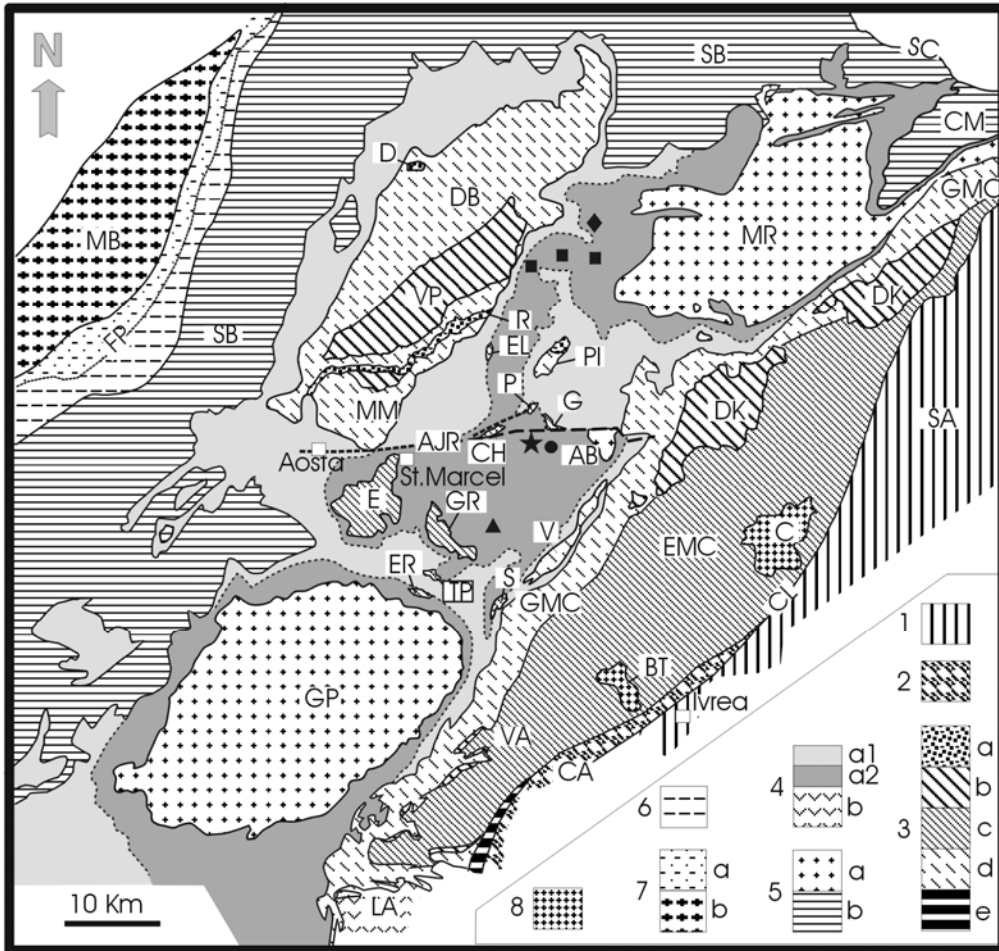 N
SB
SC
CM
D
DB
GMC
MB
MR
VP
DK
FP
SB
R
EL
PI
P
G
MM
DK
SA
AJR
CH
AB
Aosta
St.Marcel
E
GR
V
EMC
C
ER
TP
S
GMC
CL
1
GP
BT
2
Ivrea
VA
CA
a
a1
4
a2
b
6
b
3
c
a
a
d
7
5
10 Km
8
b
b
e
LA